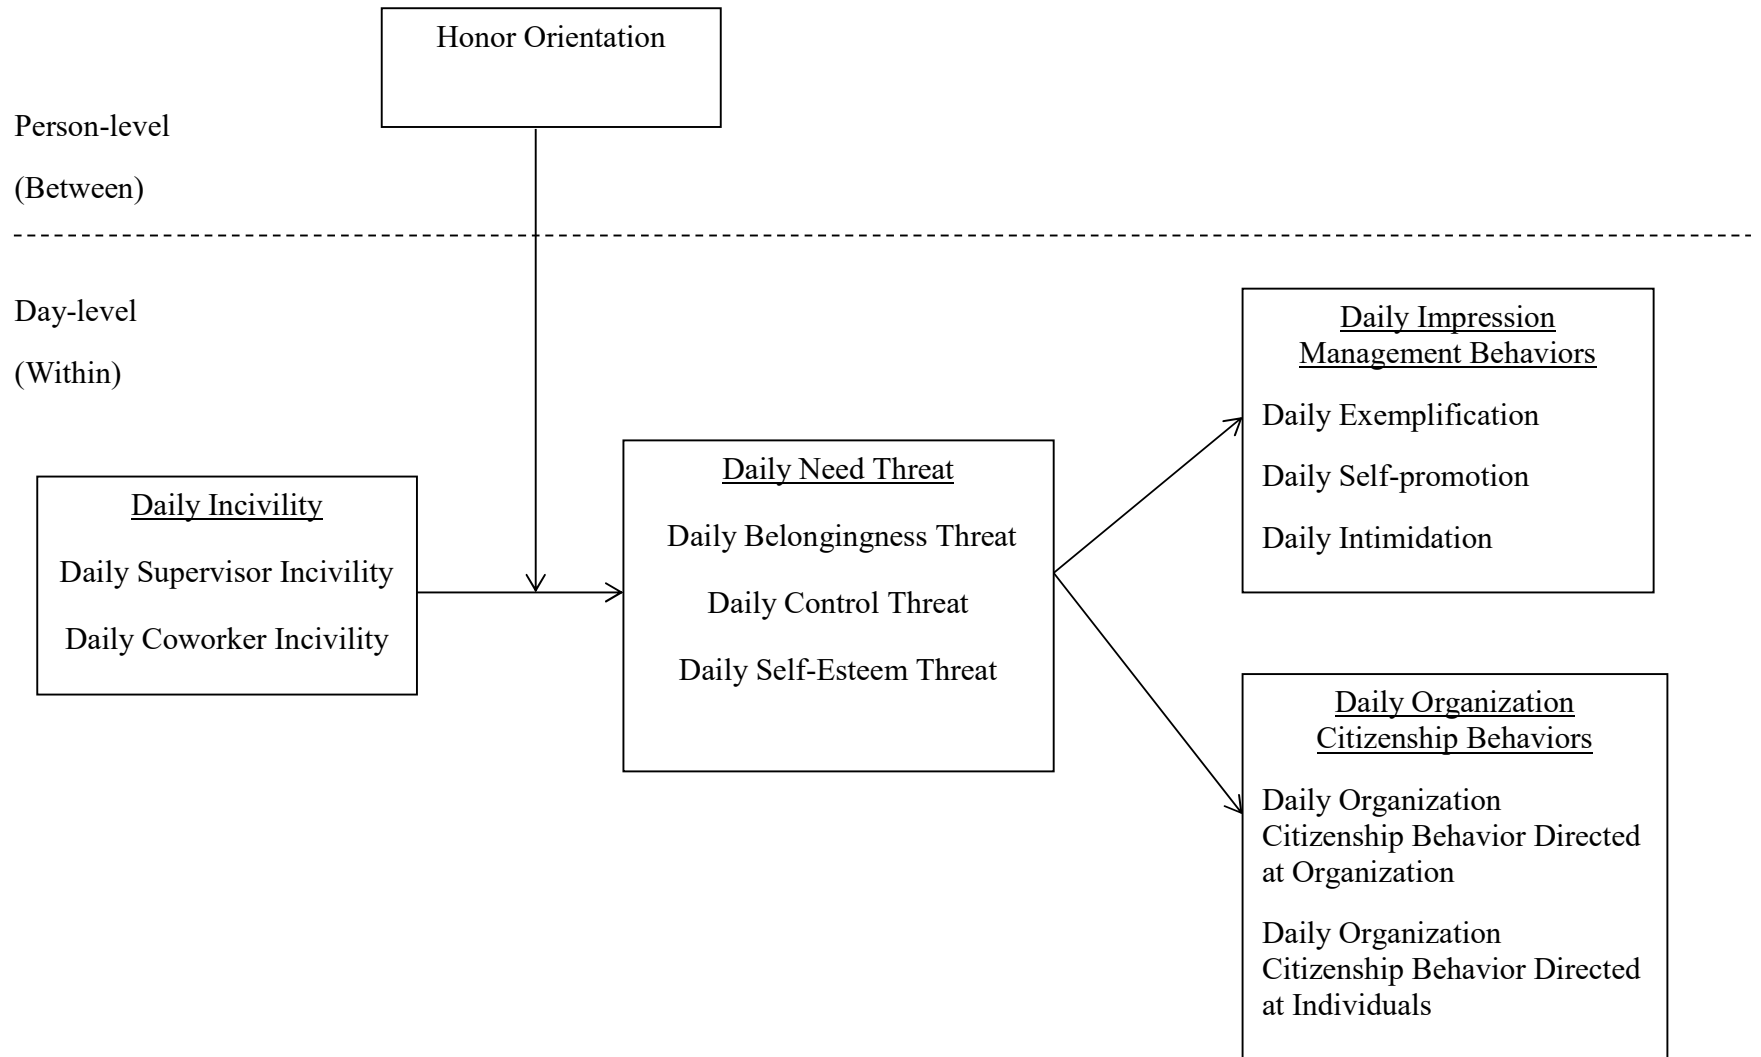 Honor Orientation
Person-level
(Between)
Day-level
(Within)
Daily Incivility
Daily Supervisor Incivility
Daily Coworker Incivility
Daily Need Threat
Daily Belongingness Threat
Daily Control Threat
Daily Self-Esteem Threat
Daily Impression
Management Behaviors
Daily Exemplification
Daily Self-promotion
Daily Intimidation
Daily Organization
Citizenship Behaviors
Daily Organization
Citizenship Behavior Directed
at Organization
Daily Organization
Citizenship Behavior Directed
at Individuals